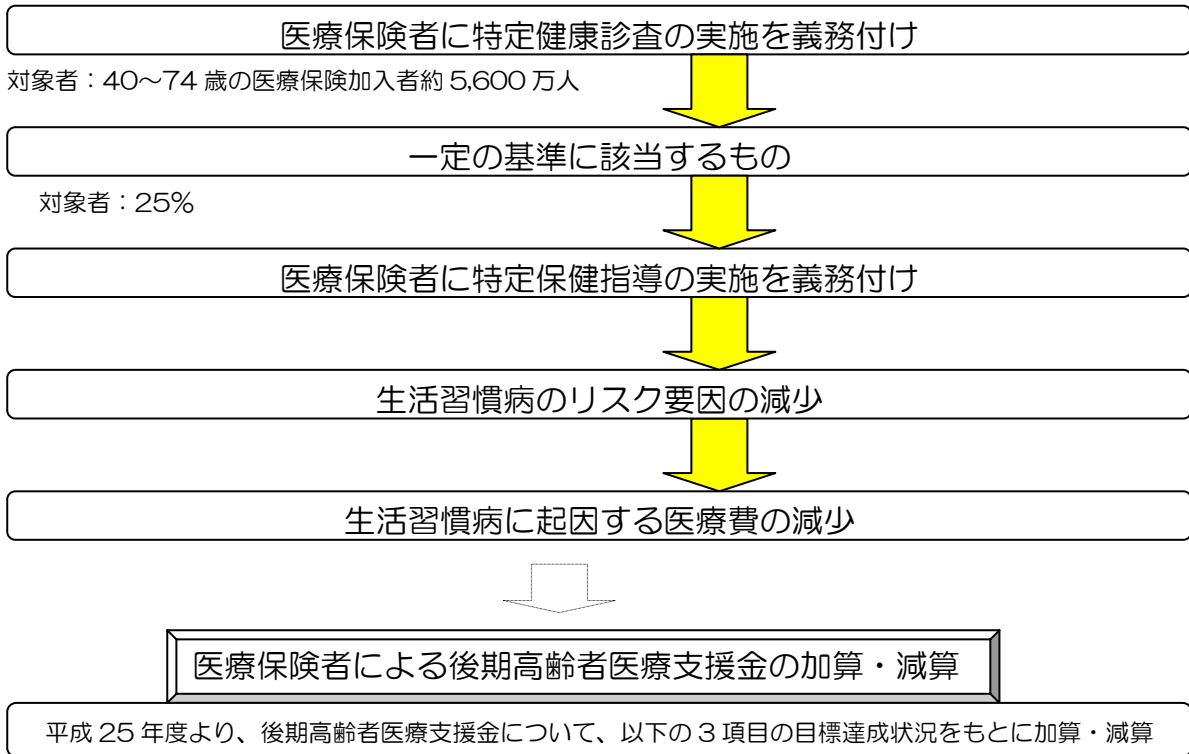 医療保険者に特定健康診査の実施を義務付け
対象者：40～74 歳の医療保険加入者約 5,600 万人
一定の基準に該当するもの
対象者：25%
医療保険者に特定保健指導の実施を義務付け
生活習慣病のリスク要因の減少
生活習慣病に起因する医療費の減少
医療保険者による後期高齢者医療支援金の加算・減算
平成 25 年度より、後期高齢者医療支援金について、以下の 3 項目の目標達成状況をもとに加算・減算